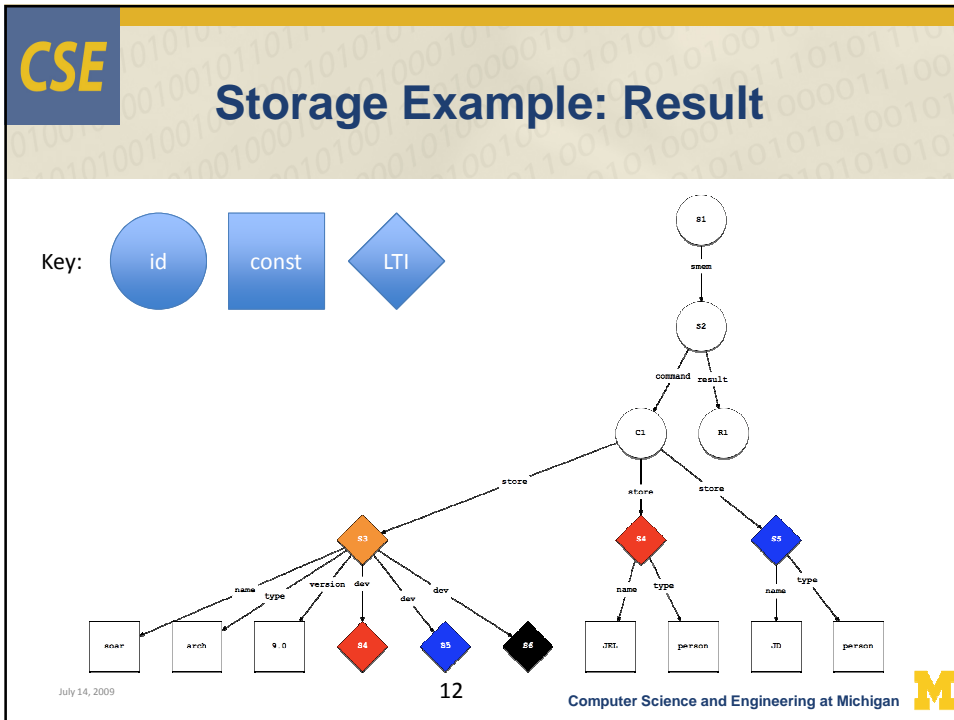 CSE
Storage Example: Result
Key:
id
const
LTI
S1
smem
S2
command result
C1
R1
store
store
store
S3
S4
S5
name type version dev dev dev
name type
name type
soar
arch
9.0
S4
S5
S6
JEL
person
JD
person
July 14, 2009
12
Computer Science and Engineering at Michigan
M